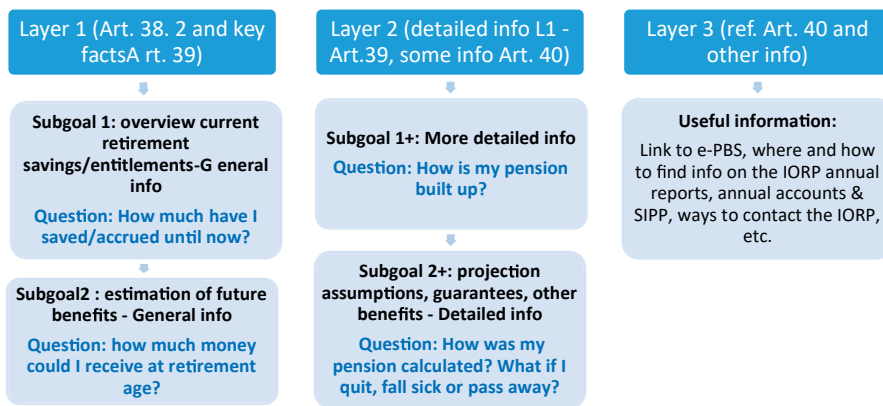 Layer 1 (Art. 38. 2 and key
factsA rt. 39)
Subgoal 1: overview current
retirement
savings/entitlements-G eneral
info
Question: How much have I
saved/accrued until now?
Subgoal2 : estimation of future
benefits - General info
Question: how much money
could I receive at retirement
age?
Layer 2 (detailed info L1 -
Art.39, some info Art. 40)
Subgoal 1+: More detailed info
Question: How is my pension
built up?
Subgoal 2+: projection
assumptions, guarantees, other
benefits - Detailed info
Question: How was my
pension calculated? What if I
quit, fall sick or pass away?
Layer 3 (ref. Art. 40 and
other info)
Useful information:
Link to e-PBS, where and how
to find info on the IORP annual
reports, annual accounts &
SIPP, ways to contact the IORP,
etc.